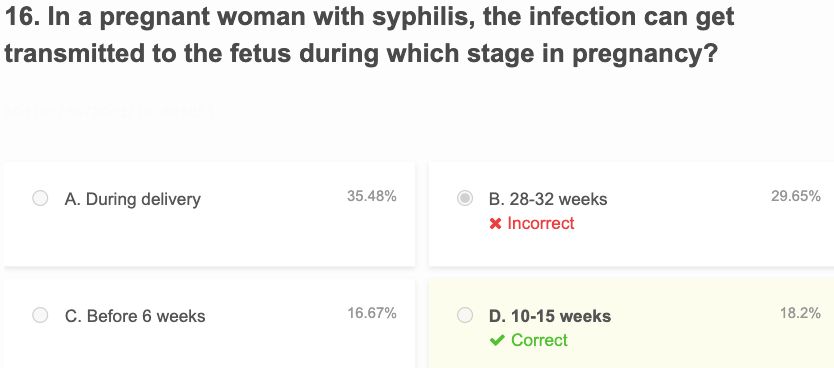 16. In a pregnant woman with syphilis, the infection can get
transmitted to the fetus during which stage in pregnancy?
A. During delivery 35.48%
B. 28-32 weeks 29.65%
✖ Incorrect
C. Before 6 weeks 16.67%
D. 10-15 weeks 18.2%
✔ Correct